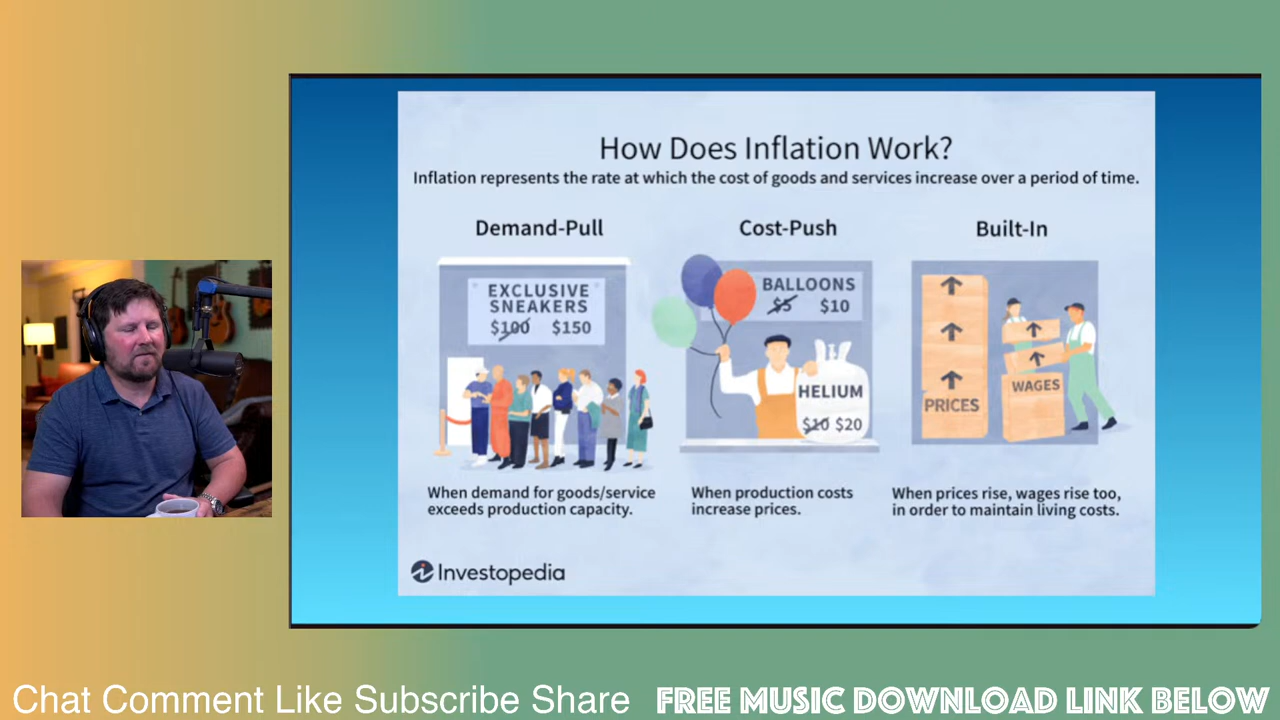 How Does Inflation Work?
Inflation represents the rate at which the cost of goods and services increase over a period of time.
Demand-Pull
EXCLUSIVE
SNEAKERS
$100 $150
When demand for goods/service
exceeds production capacity.
Cost-Push
BALLOONS
$5 $10
HELIUM
$10 $20
When production costs
increase prices.
Built-In
PRICES
WAGES
When prices rise, wages rise too,
in order to maintain living costs.
Investopedia
Chat Comment Like Subscribe Share
FREE MUSIC DOWNLOAD LINK BELOW